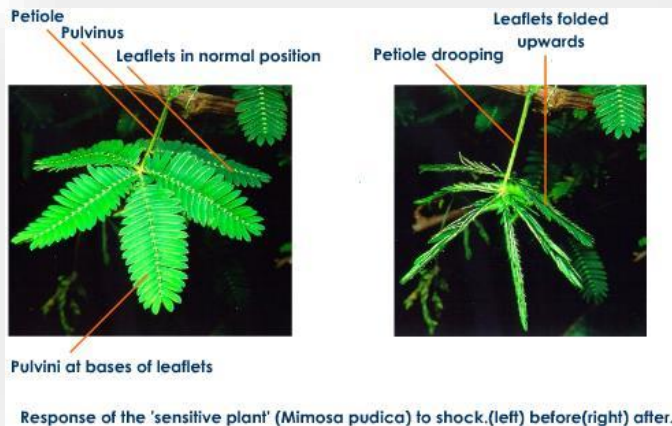 Petiole
Pulvinus
Leaflets in normal position
Leaflets folded
upwards
Petiole drooping
Pulvini at bases of leaflets
Response of the 'sensitive plant' (Mimosa pudica) to shock.(left) before(right) after.